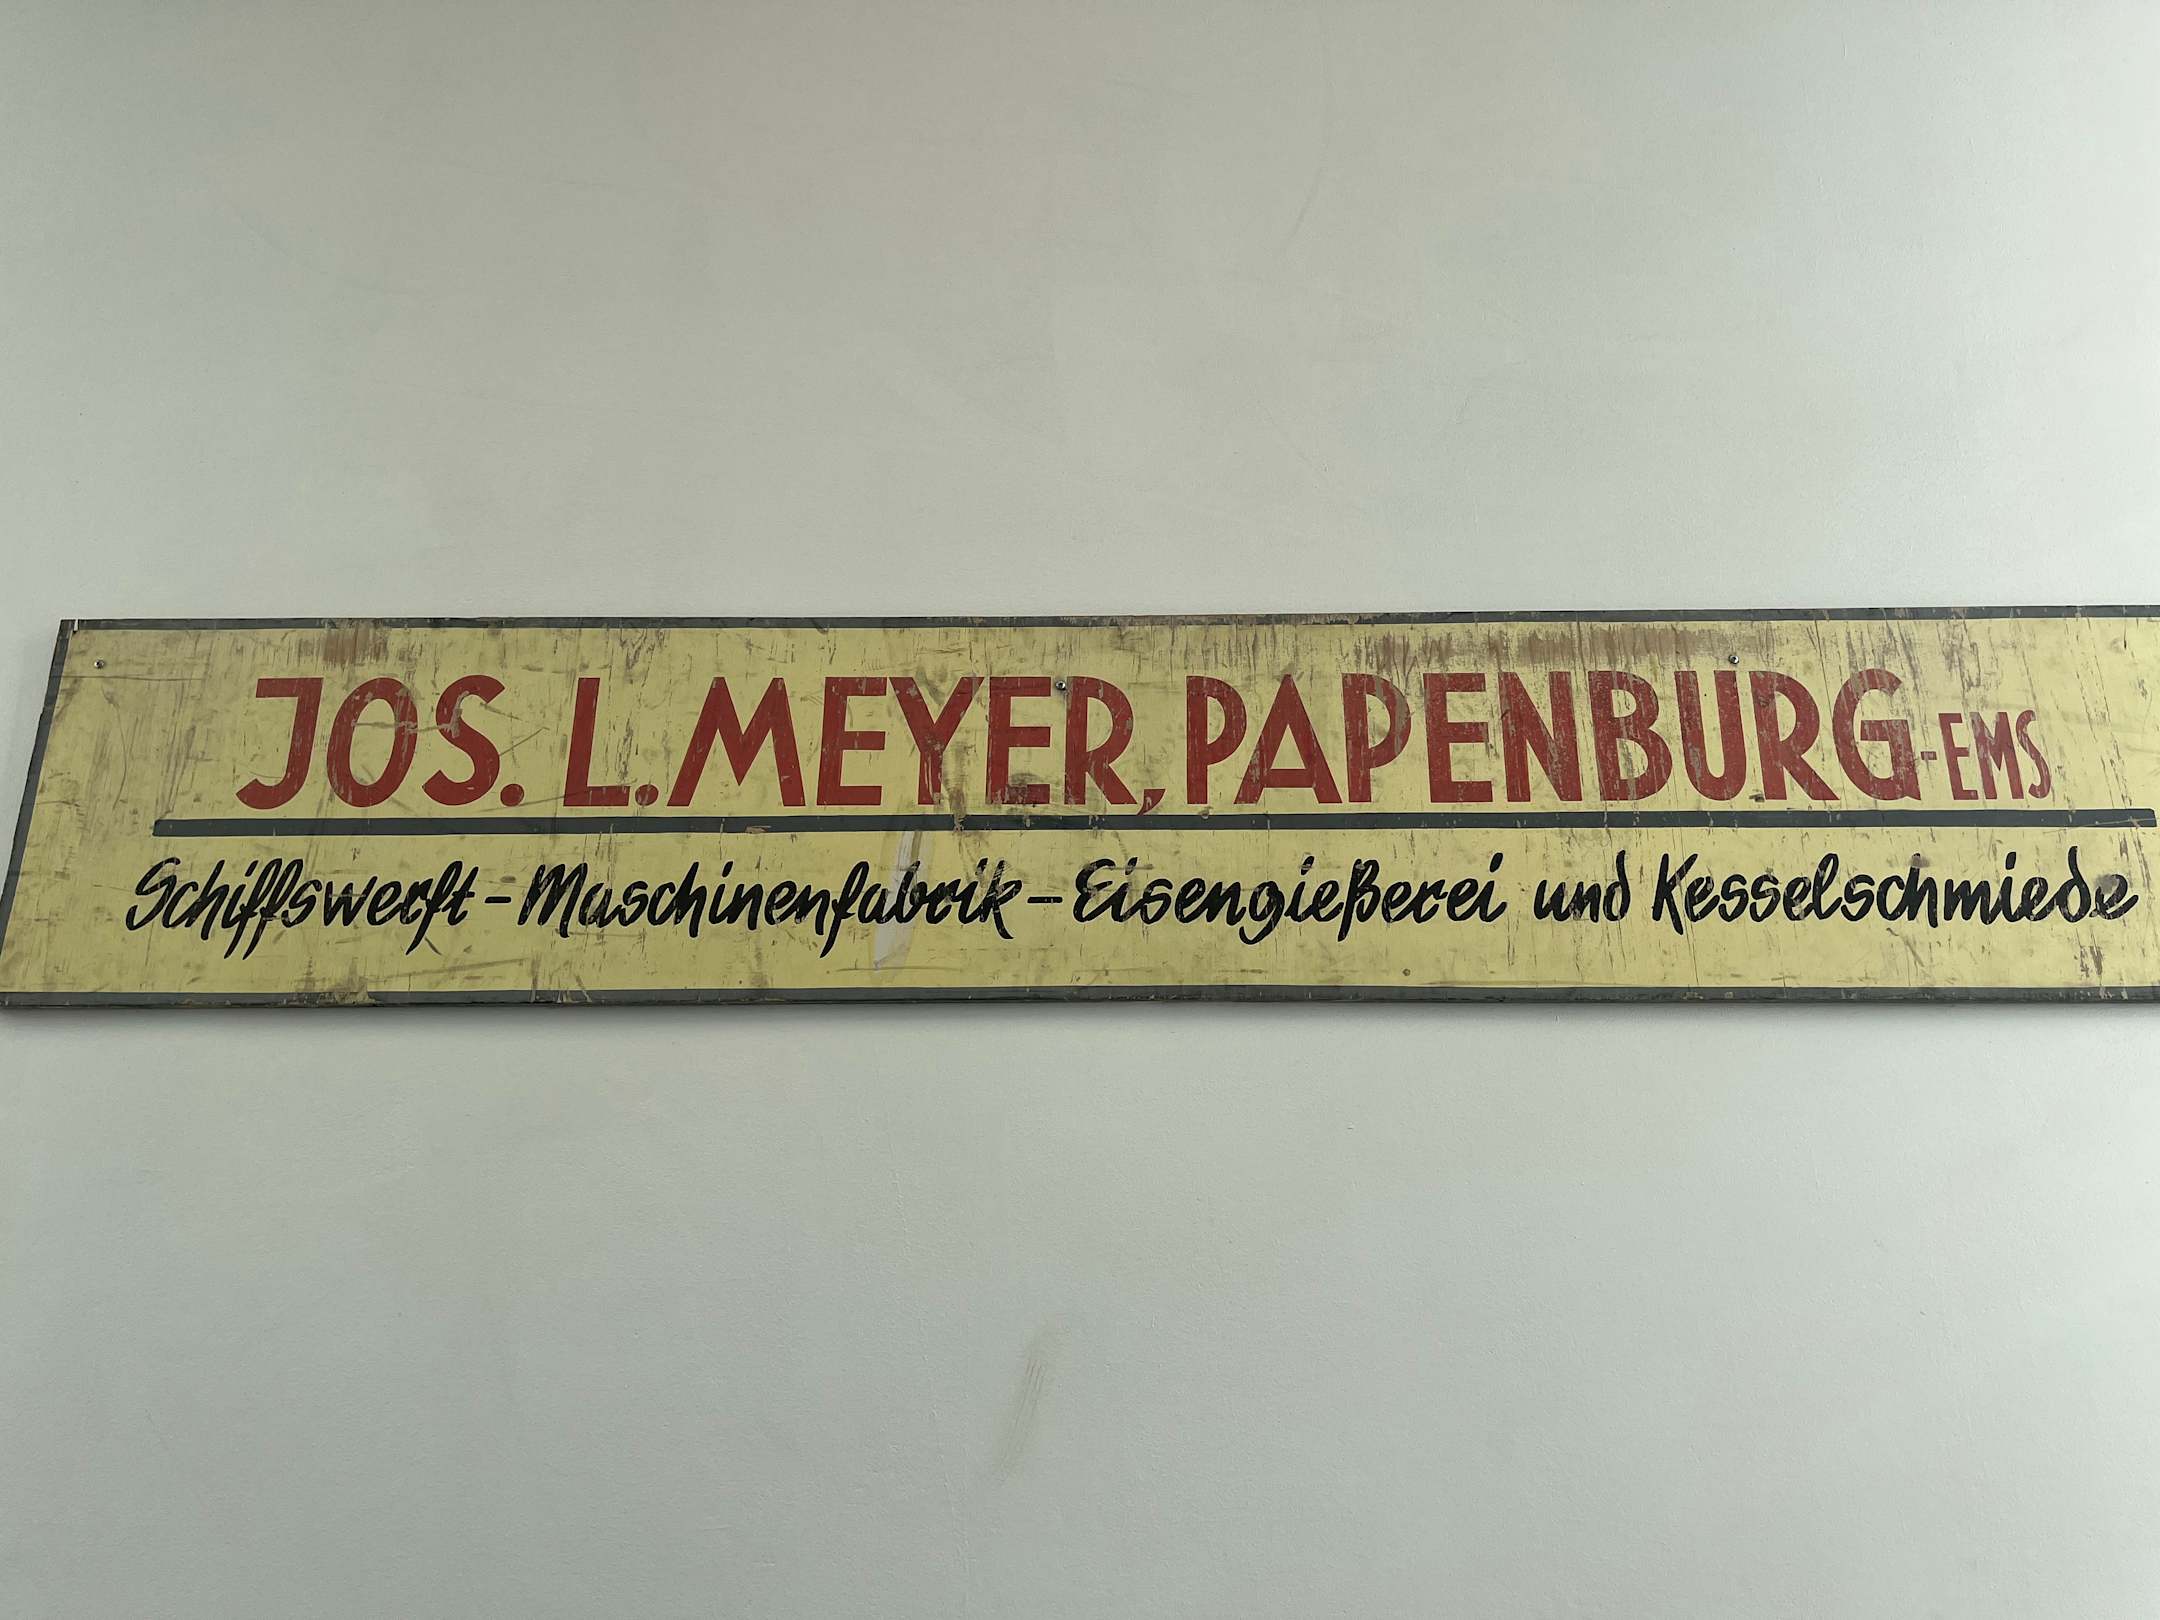 JOS. L. MEYER, PAPENBURG-EMS
Schiffswerft - Maschinenfabrik - Eisengießerei und Kesselschmiede